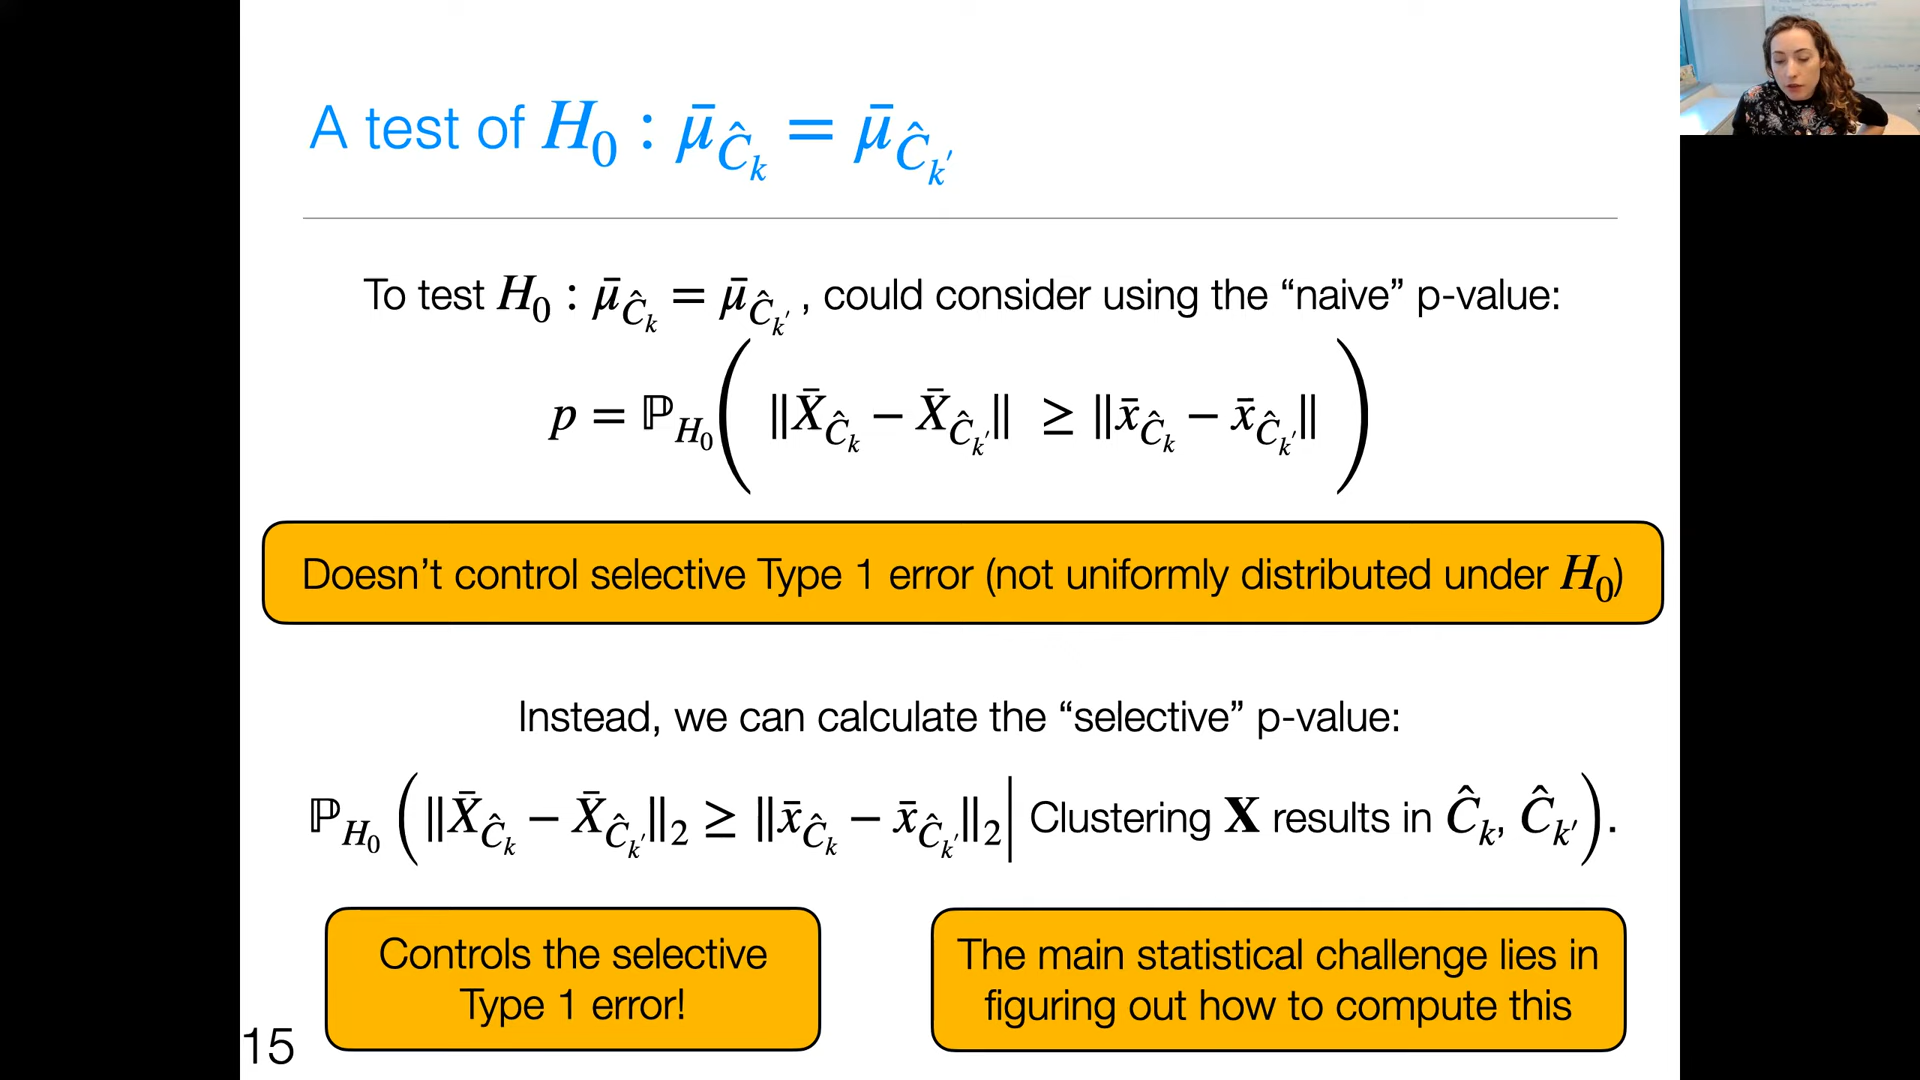 A test of H₀ : μ̄_Ĉₖ = μ̄_Ĉₖ′
To test H₀ : μ̄_Ĉₖ = μ̄_Ĉₖ′ , could consider using the “naive” p-value:
p = ℙ_H₀( ‖X̄_Ĉₖ − X̄_Ĉₖ′‖ ≥ ‖x̄_Ĉₖ − x̄_Ĉₖ′‖ )
Doesn’t control selective Type 1 error (not uniformly distributed under H₀)
Instead, we can calculate the “selective” p-value:
ℙ_H₀ ( ‖X̄_Ĉₖ − X̄_Ĉₖ′‖₂ ≥ ‖x̄_Ĉₖ − x̄_Ĉₖ′‖₂ | Clustering X results in Ĉₖ, Ĉₖ′ ).
Controls the selective
Type 1 error!
The main statistical challenge lies in
figuring out how to compute this
15